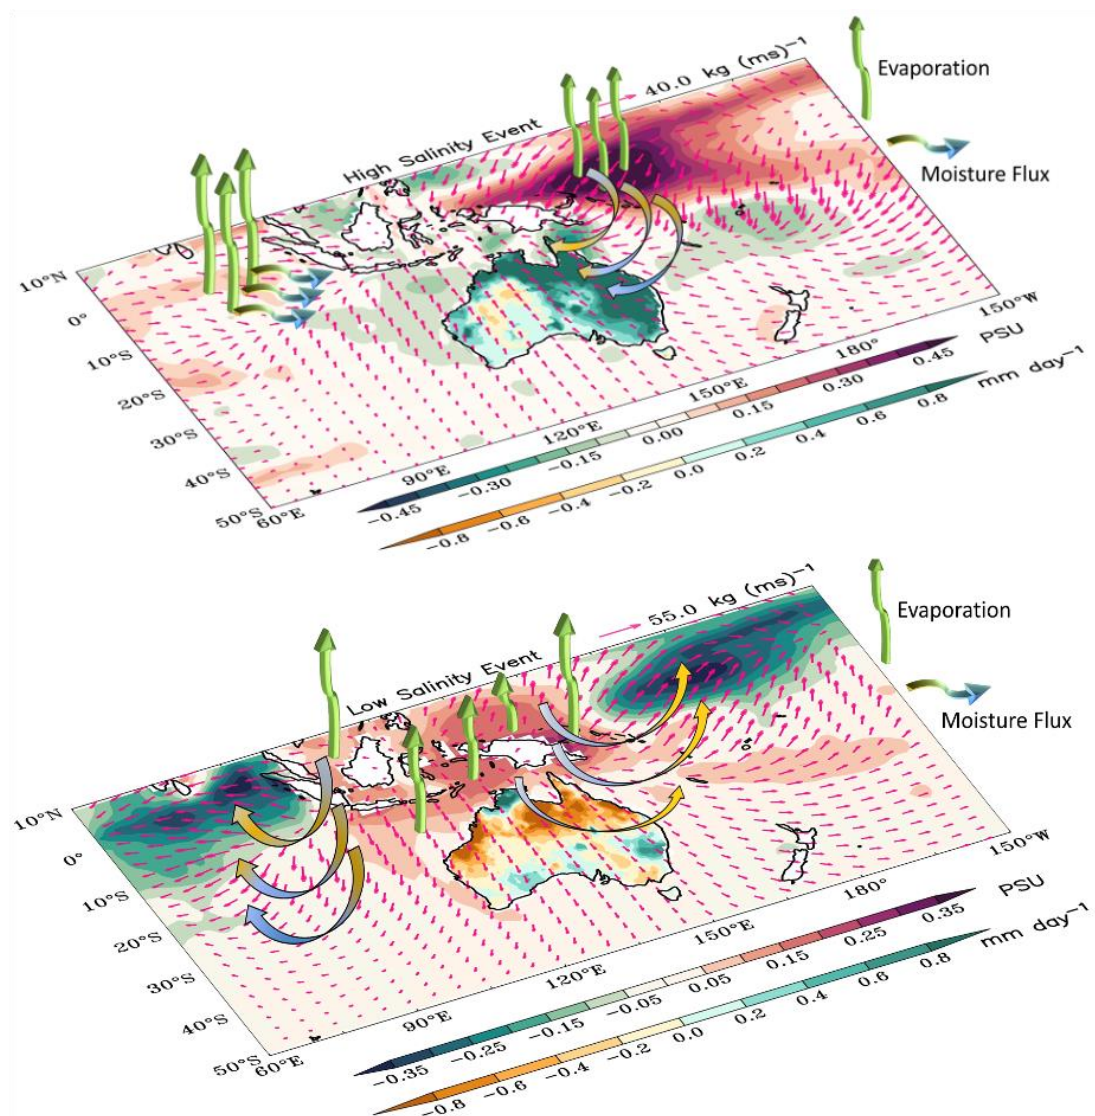 Evaporation
40.0 kg (ms)⁻¹
High Salinity Event
Moisture Flux
10°N
0°
10°S
20°S
30°S
40°S
50°S
60°E
90°E
120°E
150°E
180°
150°W
PSU
-0.45
-0.30
-0.15
0.00
0.15
0.30
0.45
mm day⁻¹
-0.8
-0.6
-0.4
-0.2
0.0
0.2
0.4
0.6
0.8
55.0 kg (ms)⁻¹
Evaporation
Low Salinity Event
Moisture Flux
10°N
0°
10°S
20°S
30°S
40°S
50°S
60°E
90°E
120°E
150°E
180°
150°W
PSU
-0.35
-0.25
-0.15
-0.05
0.05
0.15
0.25
0.35
mm day⁻¹
-0.8
-0.6
-0.4
-0.2
0.0
0.2
0.4
0.6
0.8